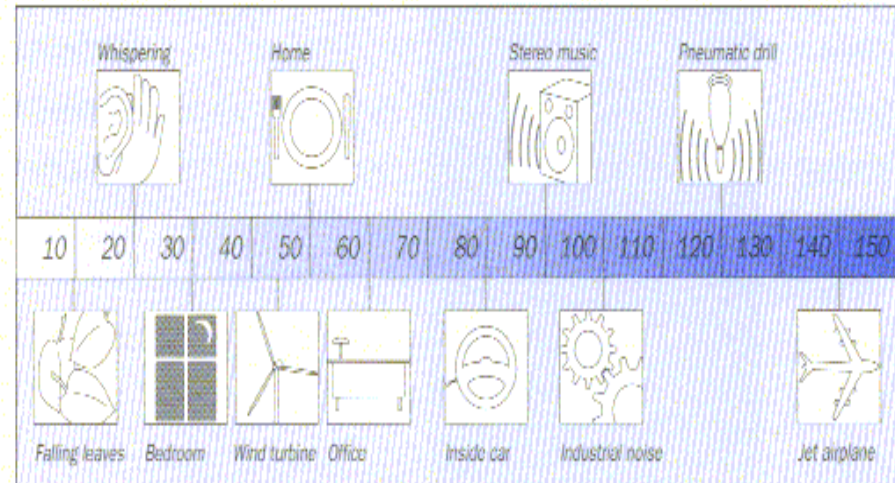 Whispering Home Stereo music Pneumatic drill
10 20 30 40 50 60 70 80 90 100 110 120 130 140 150
Falling leaves Bedroom Wind turbine Office Inside car Industrial noise Jet airplane